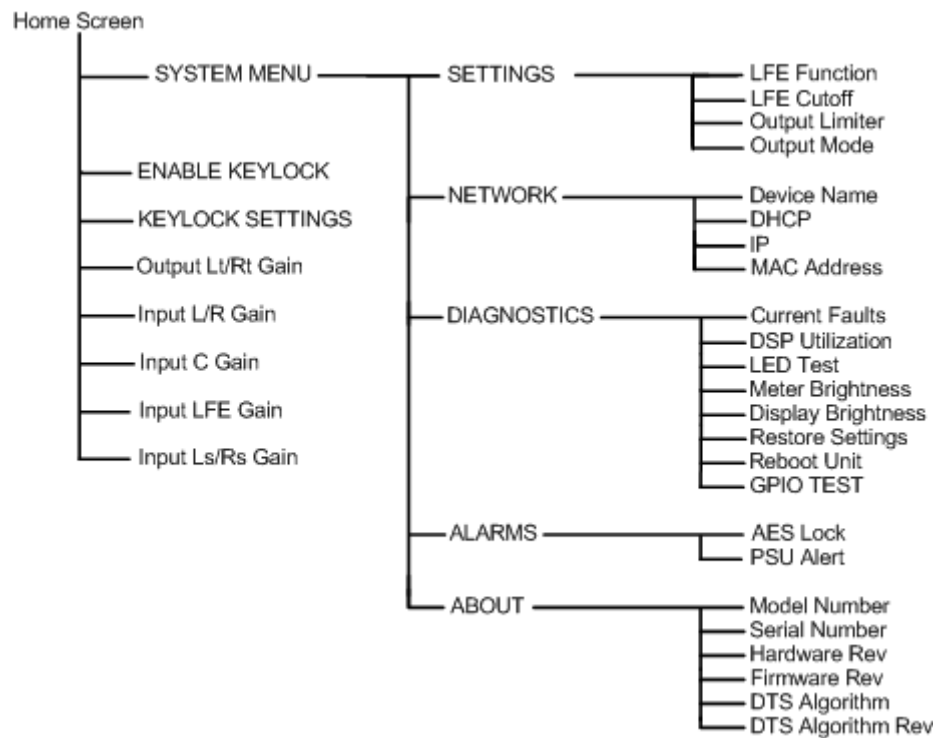 Home Screen
SYSTEM MENU
ENABLE KEYLOCK
KEYLOCK SETTINGS
Output Lt/Rt Gain
Input L/R Gain
Input C Gain
Input LFE Gain
Input Ls/Rs Gain
SETTINGS
LFE Function
LFE Cutoff
Output Limiter
Output Mode
NETWORK
Device Name
DHCP
IP
MAC Address
DIAGNOSTICS
Current Faults
DSP Utilization
LED Test
Meter Brightness
Display Brightness
Restore Settings
Reboot Unit
GPIO TEST
ALARMS
AES Lock
PSU Alert
ABOUT
Model Number
Serial Number
Hardware Rev
Firmware Rev
DTS Algorithm
DTS Algorithm Rev